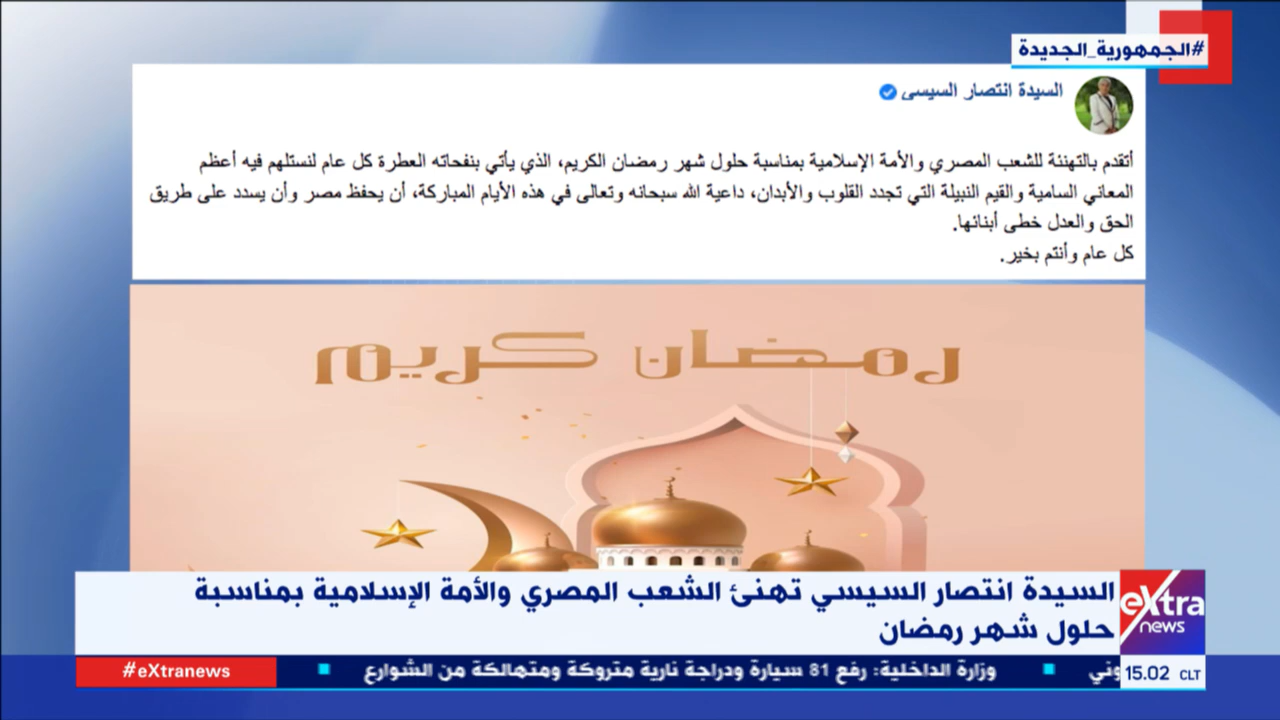 #الجمهورية_الجديدة
السيدة انتصار السيسى
أتقدم بالتهنئة للشعب المصري والأمة الإسلامية بمناسبة حلول شهر رمضان الكريم، الذي يأتي بنفحاته العطرة كل عام لنستلهم فيه أعظم
المعاني السامية والقيم النبيلة التي تجدد القلوب والأبدان، داعية الله سبحانه وتعالى في هذه الأيام المباركة، أن يحفظ مصر وأن يسدد على طريق
الحق والعدل خطى أبنائها.
كل عام وأنتم بخير.
رمضان كريم
السيدة انتصار السيسي تهنئ الشعب المصري والأمة الإسلامية بمناسبة
حلول شهر رمضان
eXtra
news
#eXtranews
وزارة الداخلية: رفع 81 سيارة ودراجة نارية متروكة ومتهالكة من الشوارع
15.02 CLT